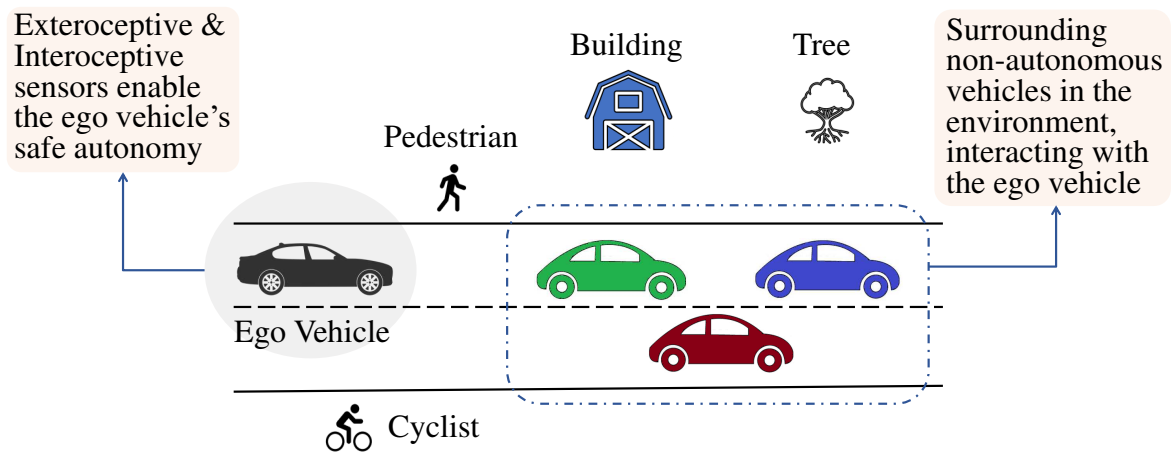 Exteroceptive &
Interoceptive
sensors enable
the ego vehicle's
safe autonomy
Building
Tree
Surrounding
non-autonomous
vehicles in the
environment,
interacting with
the ego vehicle
Pedestrian
Ego Vehicle
Cyclist